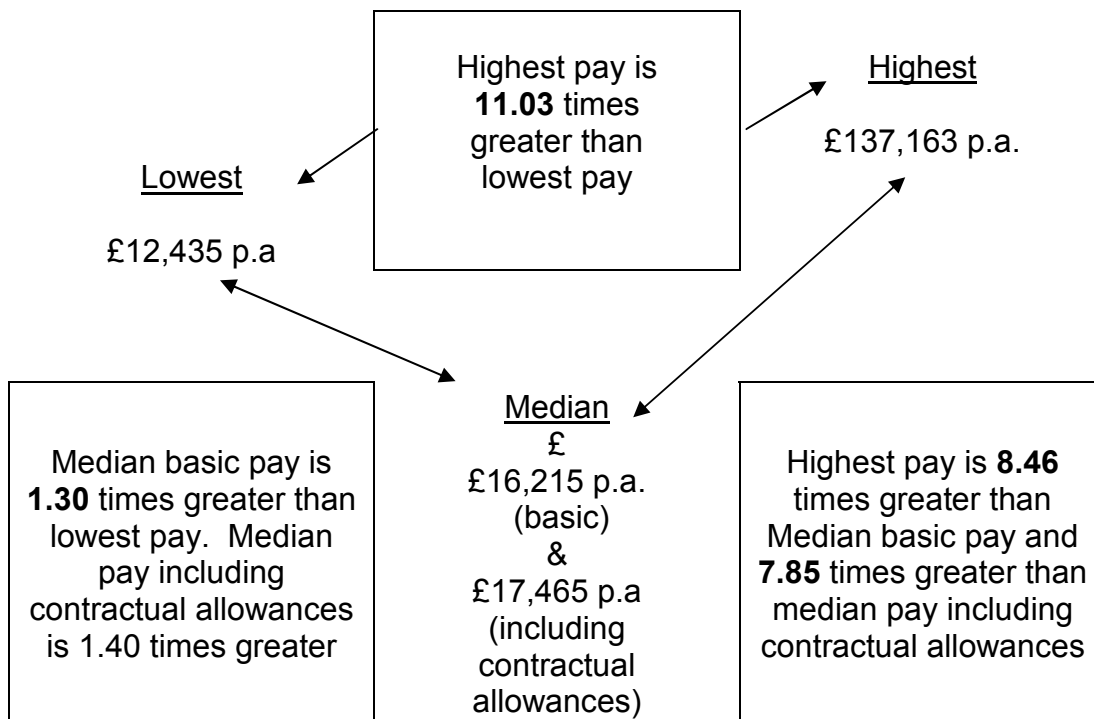 Highest pay is
11.03 times
greater than
lowest pay
Highest
£137,163 p.a.
Lowest
£12,435 p.a
Median basic pay is
1.30 times greater than
lowest pay.  Median
pay including
contractual allowances
is 1.40 times greater
Median
£
£16,215 p.a.
(basic)
&
£17,465 p.a
(including
contractual
allowances)
Highest pay is 8.46
times greater than
Median basic pay and
7.85 times greater than
median pay including
contractual allowances